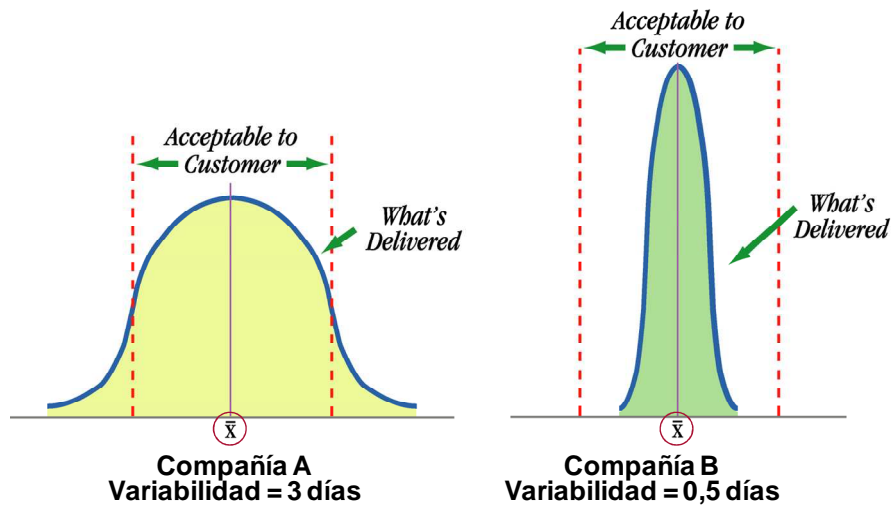 Acceptable to
Customer
What's
Delivered
x̄
Compañía A
Variabilidad = 3 días
Acceptable to
Customer
What's
Delivered
x̄
Compañía B
Variabilidad = 0,5 días